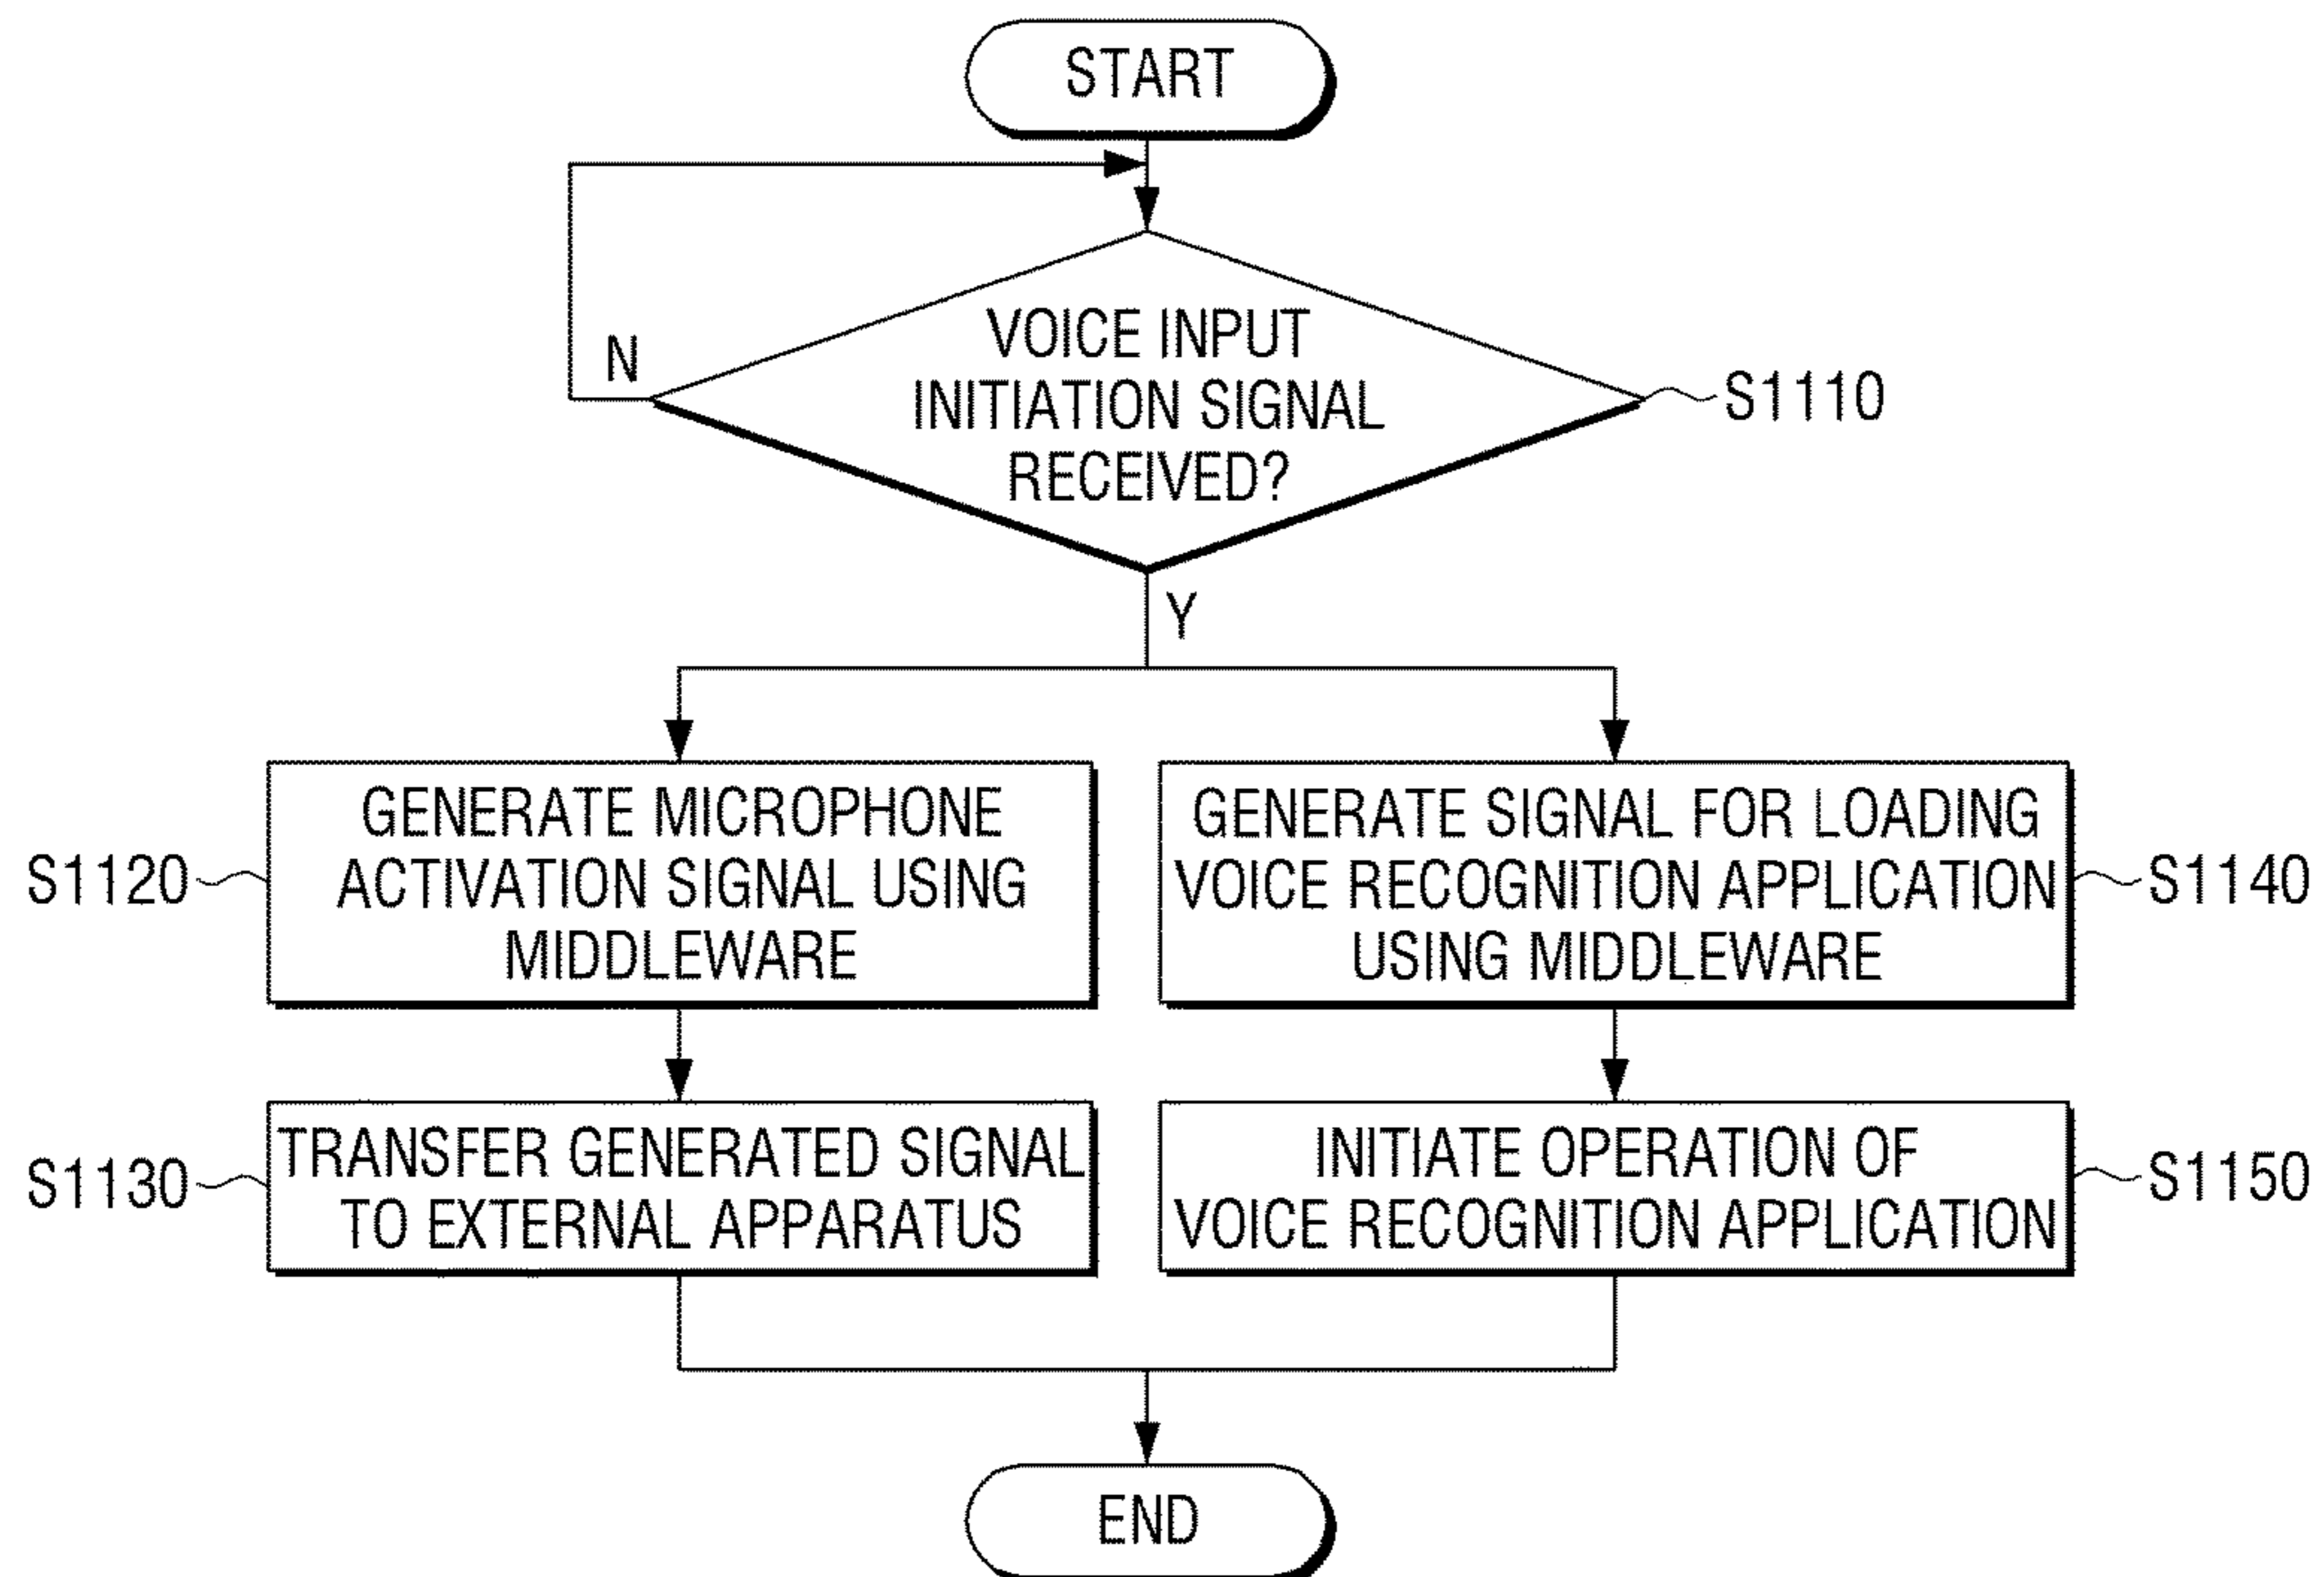 START
N
VOICE INPUT
INITIATION SIGNAL
RECEIVED?
S1110
Y
S1120
GENERATE MICROPHONE
ACTIVATION SIGNAL USING
MIDDLEWARE
GENERATE SIGNAL FOR LOADING
VOICE RECOGNITION APPLICATION
USING MIDDLEWARE
S1140
S1130
TRANSFER GENERATED SIGNAL
TO EXTERNAL APPARATUS
INITIATE OPERATION OF
VOICE RECOGNITION APPLICATION
S1150
END